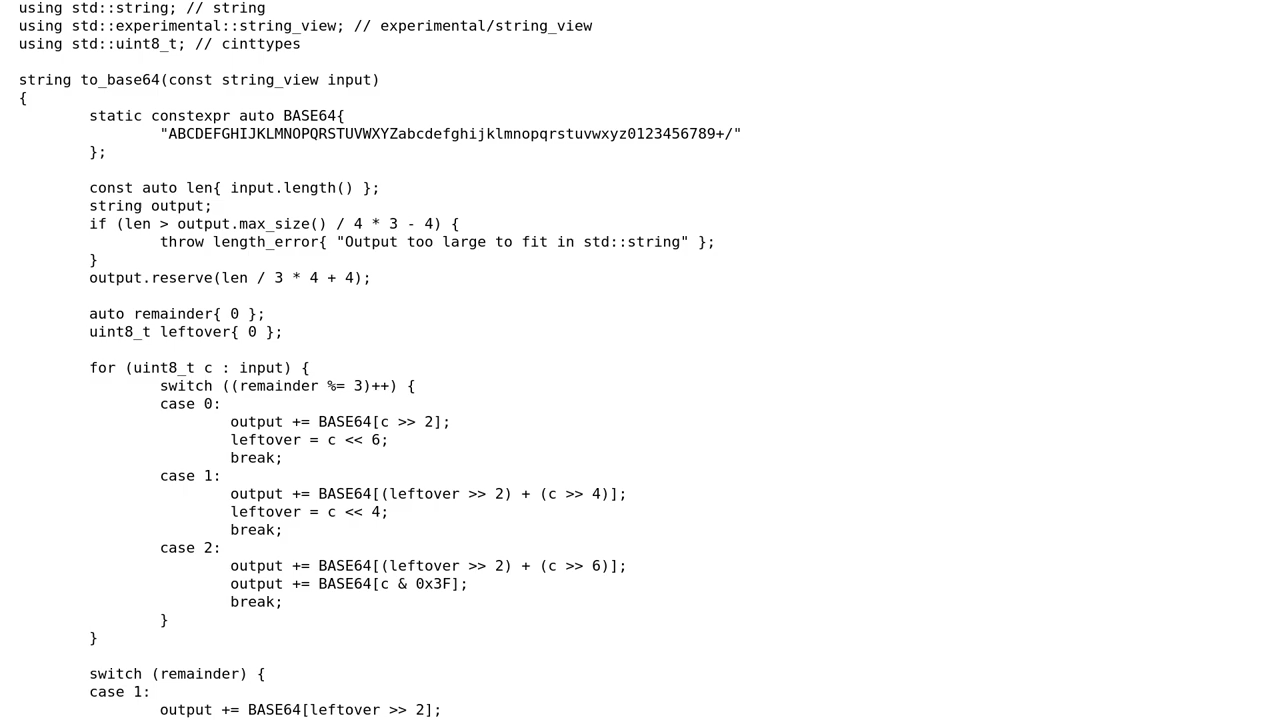 using std::string; // string
using std::experimental::string_view; // experimental/string_view
using std::uint8_t; // cinttypes

string to_base64(const string_view input)
{
        static constexpr auto BASE64{
                "ABCDEFGHIJKLMNOPQRSTUVWXYZabcdefghijklmnopqrstuvwxyz0123456789+/"
        };

        const auto len{ input.length() };
        string output;
        if (len > output.max_size() / 4 * 3 - 4) {
                throw length_error{ "Output too large to fit in std::string" };
        }
        output.reserve(len / 3 * 4 + 4);

        auto remainder{ 0 };
        uint8_t leftover{ 0 };

        for (uint8_t c : input) {
                switch ((remainder %= 3)++) {
                case 0:
                        output += BASE64[c >> 2];
                        leftover = c << 6;
                        break;
                case 1:
                        output += BASE64[(leftover >> 2) + (c >> 4)];
                        leftover = c << 4;
                        break;
                case 2:
                        output += BASE64[(leftover >> 2) + (c >> 6)];
                        output += BASE64[c & 0x3F];
                        break;
                }
        }

        switch (remainder) {
        case 1:
                output += BASE64[leftover >> 2];